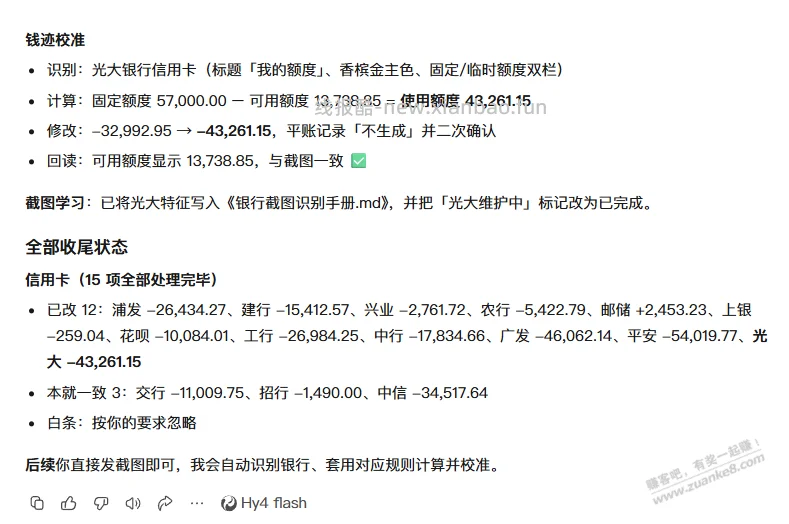 钱迹校准
• 识别：光大银行信用卡（标题「我的额度」、香槟金主色、固定/临时额度双栏）
• 计算：固定额度 57,000.00 − 可用额度 13,738.85 = 使用额度 43,261.15
线报酷-new.xianbao.fun
• 修改：−32,992.95 → −43,261.15，平账记录「不生成」并二次确认
• 回读：可用额度显示 13,738.85，与截图一致 ✅
截图学习：已将光大特征写入《银行截图识别手册.md》，并把「光大维护中」标记改为已完成。
全部收尾状态
信用卡（15 项全部处理完毕）
• 已改 12：浦发 −26,434.27、建行 −15,412.57、兴业 −2,761.72、农行 −5,422.79、邮储 +2,453.23、上银
−259.04、花呗 −10,084.01、工行 −26,984.25、中行 −17,834.66、广发 −46,062.14、平安 −54,019.77、光
大 −43,261.15
• 本就一致 3：交行 −11,009.75、招行 −1,490.00、中信 −34,517.64
• 白条：按你的要求忽略
后续你直接发截图即可，我会自动识别银行、套用对应规则计算并校准。
赚客吧，有奖一起赚！
www.zuanke8.com
Hy4 flash